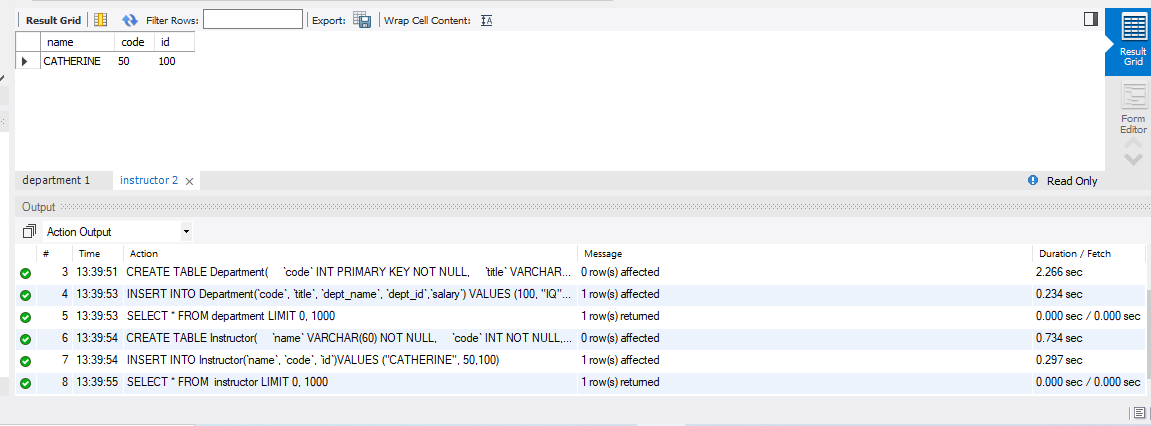 Result Grid Filter Rows: Export: Wrap Cell Content: IA
name code id
CATHERINE 50 100
Result
Grid
Form
Editor
department 1 instructor 2 Read Only
Output
Action Output
# Time Action Message Duration / Fetch
3 13:39:51 CREATE TABLE Department( `code` INT PRIMARY KEY NOT NULL, `title` VARCHAR... 0 row(s) affected 2.266 sec
4 13:39:53 INSERT INTO Department(`code`, `title`, `dept_name`, `dept_id`,`salary`) VALUES (100, "IQ"... 1 row(s) affected 0.234 sec
5 13:39:53 SELECT * FROM department LIMIT 0, 1000 1 row(s) returned 0.000 sec / 0.000 sec
6 13:39:54 CREATE TABLE Instructor( `name` VARCHAR(60) NOT NULL, `code` INT NOT NULL,... 0 row(s) affected 0.734 sec
7 13:39:54 INSERT INTO Instructor(`name`, `code`, `id`)VALUES ("CATHERINE", 50,100) 1 row(s) affected 0.297 sec
8 13:39:55 SELECT * FROM instructor LIMIT 0, 1000 1 row(s) returned 0.000 sec / 0.000 sec